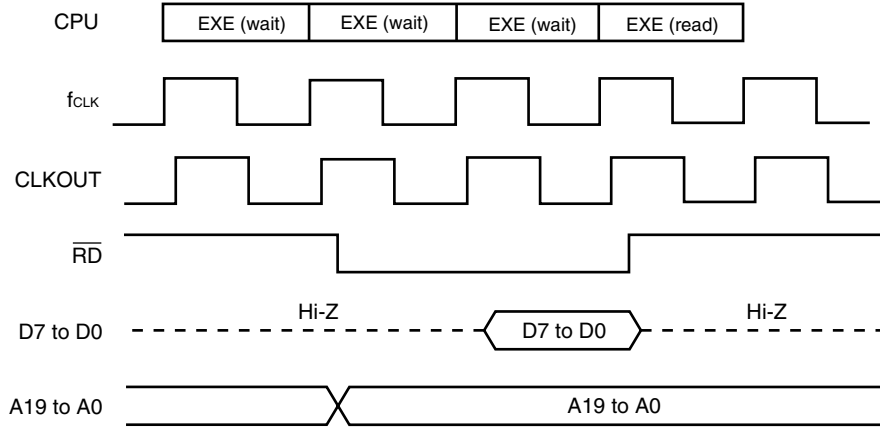 CPU EXE (wait) EXE (wait) EXE (wait) EXE (read)
fCLK
CLKOUT
RD
Hi-Z Hi-Z
D7 to D0 D7 to D0
A19 to A0 A19 to A0